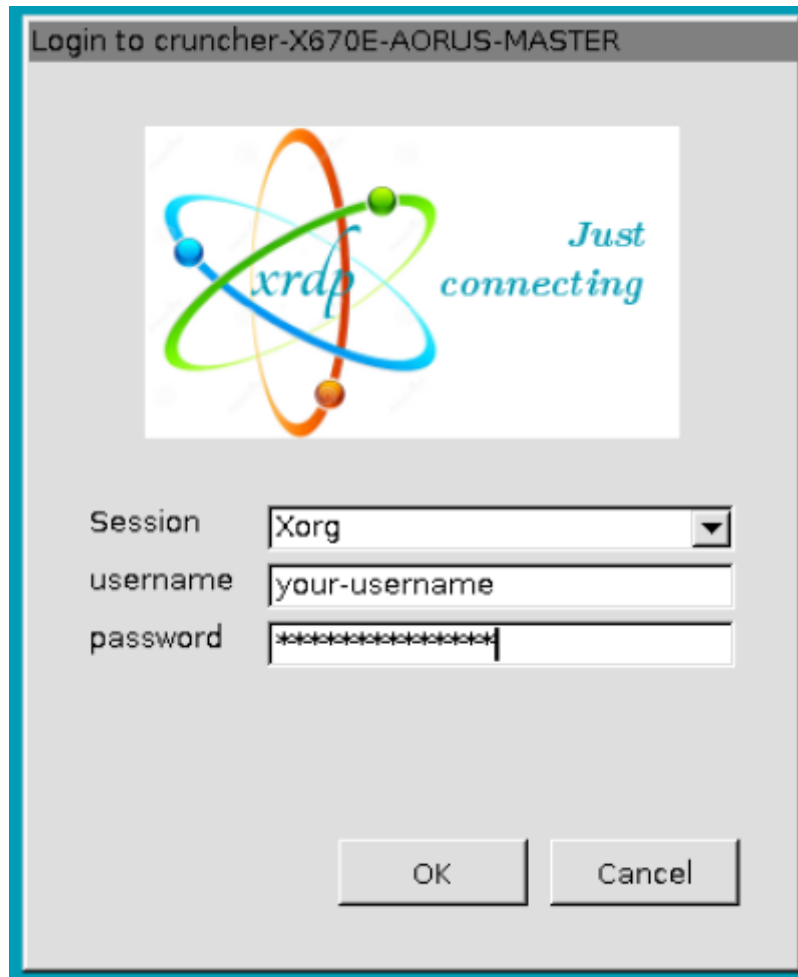 Login to cruncher-X670E-AORUS-MASTER
xrdp
Just
connecting
Session Xorg
username your-username
password **************
OK Cancel